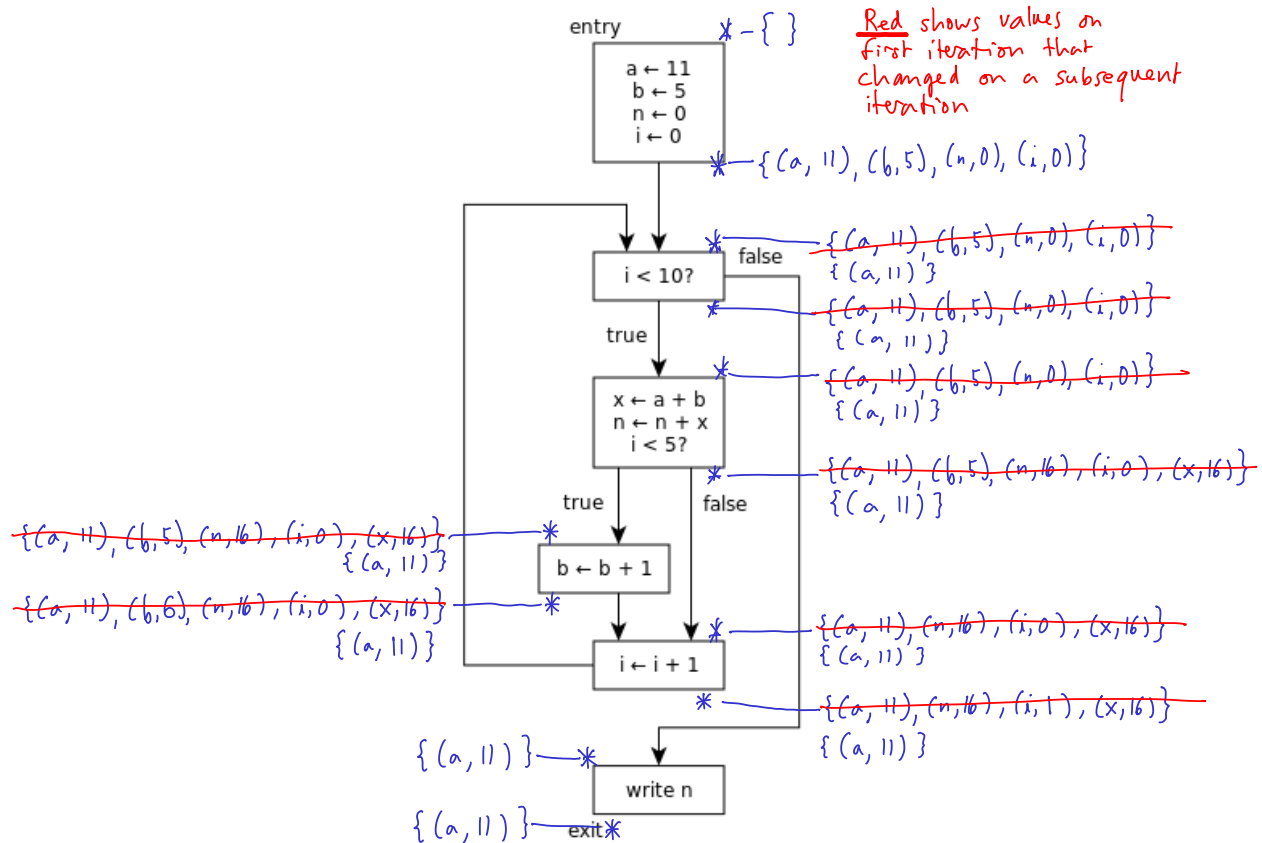 entry
* - { }
Red shows values on
first iteration that
changed on a subsequent
iteration
a ← 11
b ← 5
n ← 0
i ← 0
{(a, 11), (b,5), (n,0), (i,0)}
{(a, 11), (b,5), (n,0), (i,0)}
false
{(a,11)}
i < 10?
{(a, 11), (b,5), (n,0), (i,0)}
true
{(a, 11)}
{(a, 11), (b,5), (n,0), (i,0)}
{(a, 11)}
x ← a + b
n ← n + x
i < 5?
{(a, 11), (b,5), (n,16), (i,0), (x,16)}
{(a, 11)}
true
false
{(a, 11), (b,5), (n,16), (i,0), (x,16)}
{(a, 11)}
b ← b + 1
{(a, 11), (b,6), (n,16), (i,0), (x,16)}
{(a, 11)}
{(a, 11), (n,16), (i,0), (x,16)}
{(a, 11)}
i ← i + 1
{(a, 11), (n,16), (i,1), (x,16)}
{(a, 11)}
{(a, 11)}
write n
{(a, 11)}
exit